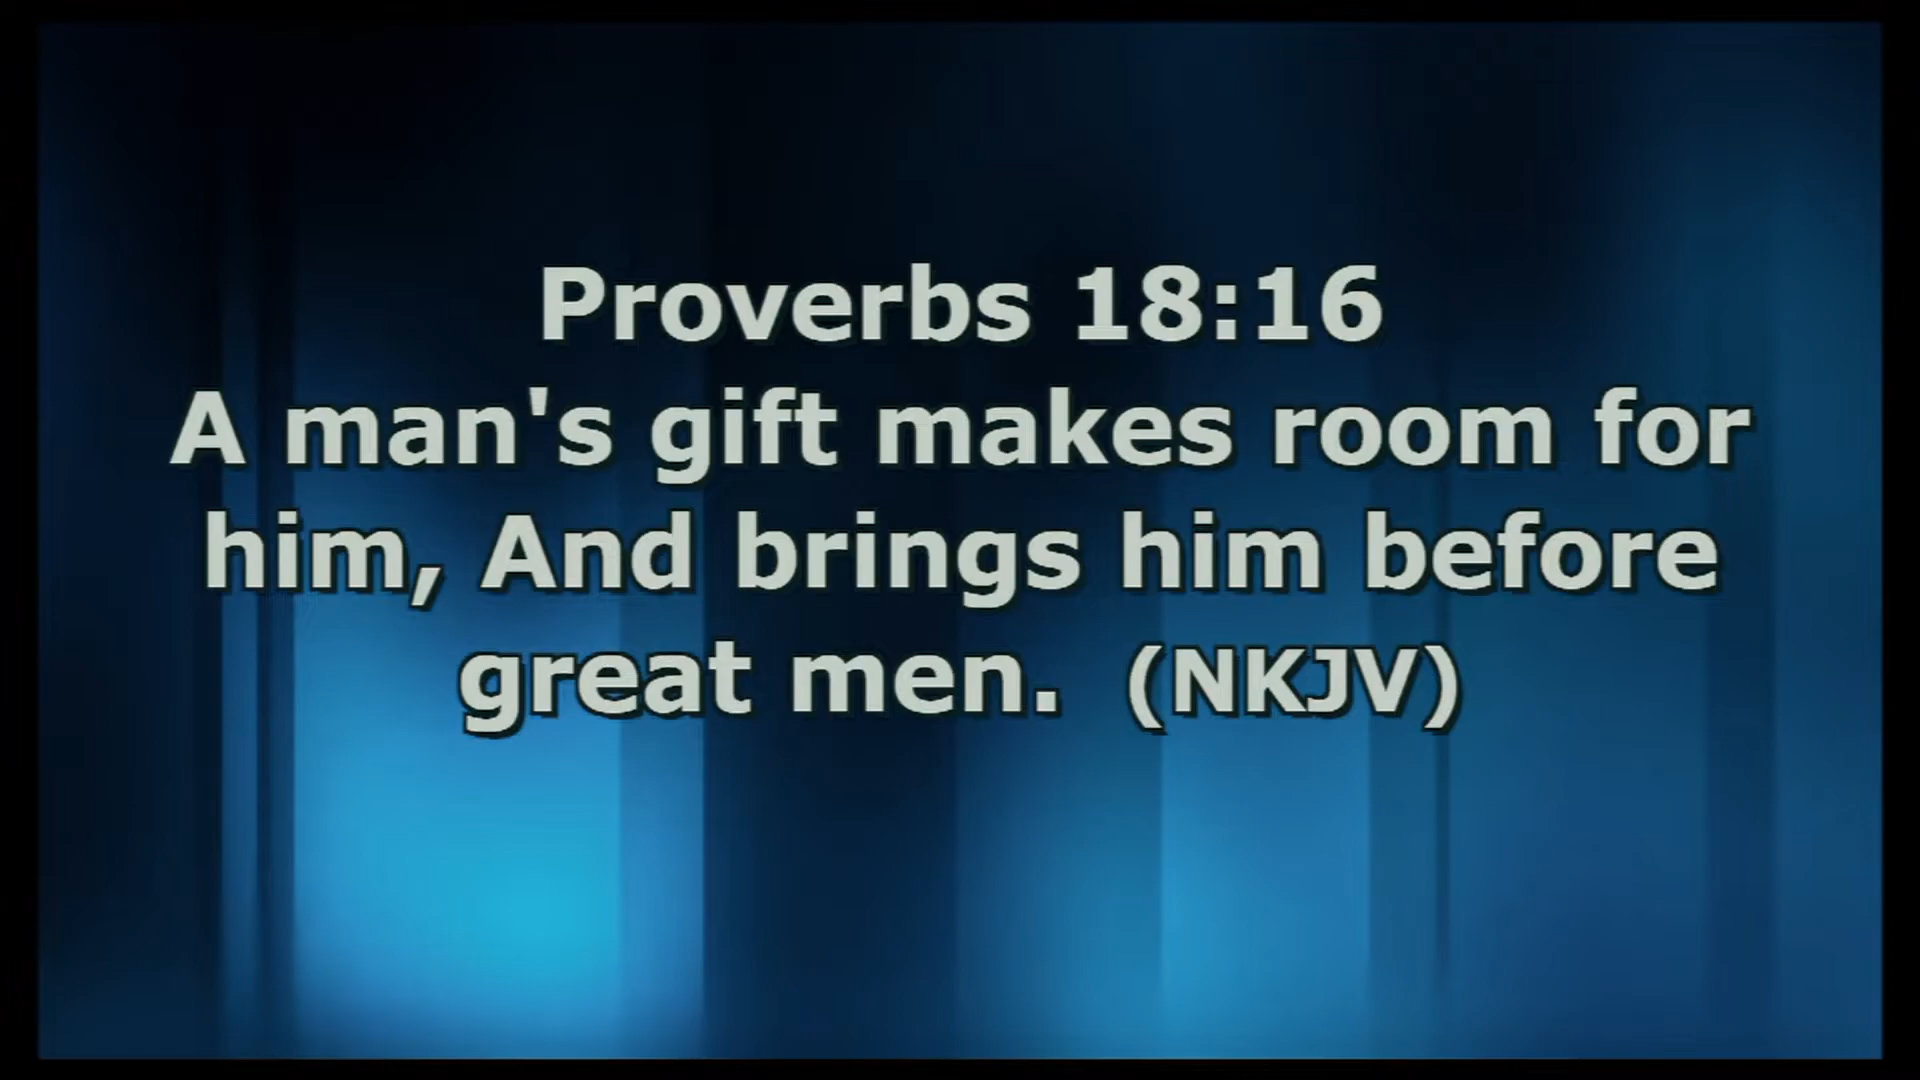 Proverbs 18:16
A man's gift makes room for
him, And brings him before
great men.  (NKJV)